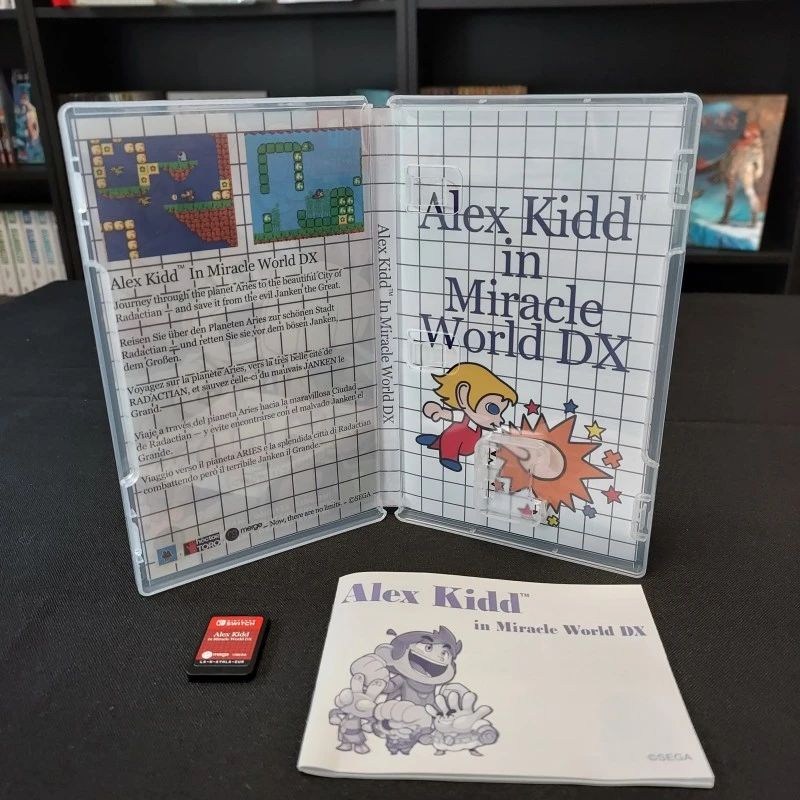 Alex Kidd™ In Miracle World DX
Journey through the planet Aries to the beautiful City of
Radactian — and save it from the evil Janken the Great.
Reisen Sie über den Planeten Aries zur schönen Stadt
Radactian — und retten Sie sie vor dem bösen Janken,
dem Großen.
Voyagez sur la planète Aries, vers la très belle cité de
RADACTIAN, et sauvez celle-ci du mauvais JANKEN le
Grand.
Viaje a través del planeta Aries hacia la maravillosa Ciudad
de Radactian — y evite encontrarse con el malvado Janken el
Grande.
Viaggio verso il pianeta ARIES e la splendida città di Radactian
combattendo però il terribile Janken il Grande.
merge Now, there are no limits. - ©SEGA
TORO
Alex Kidd™ In Miracle World DX
Alex Kidd™
in
Miracle
World DX
SWITCH
Alex Kidd
in Miracle World DX
merge
LA-H-AYRLA-EUR
Alex Kidd™
in Miracle World DX
©SEGA